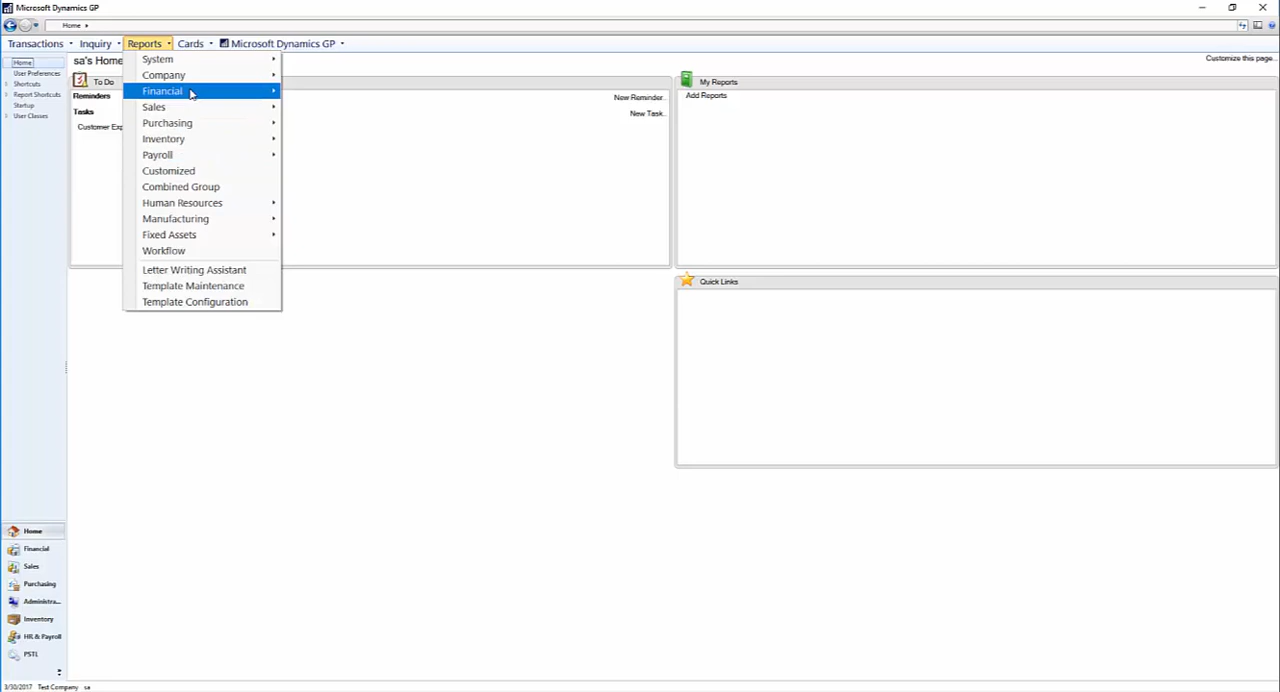 Microsoft Dynamics GP
Home
Transactions Inquiry Reports Cards Microsoft Dynamics GP
Home
User Preferences
Shortcuts
Report Shortcuts
Startup
User Classes
sa's Home
Customize this page...
To Do
Reminders
New Reminder..
Tasks
New Task..
Customer Exp
System
Company
Financial
Sales
Purchasing
Inventory
Payroll
Customized
Combined Group
Human Resources
Manufacturing
Fixed Assets
Workflow
Letter Writing Assistant
Template Maintenance
Template Configuration
My Reports
Add Reports
Quick Links
Home
Financial
Sales
Purchasing
Administra...
Inventory
HR & Payroll
PSTL
3/30/2017 Test Company sa